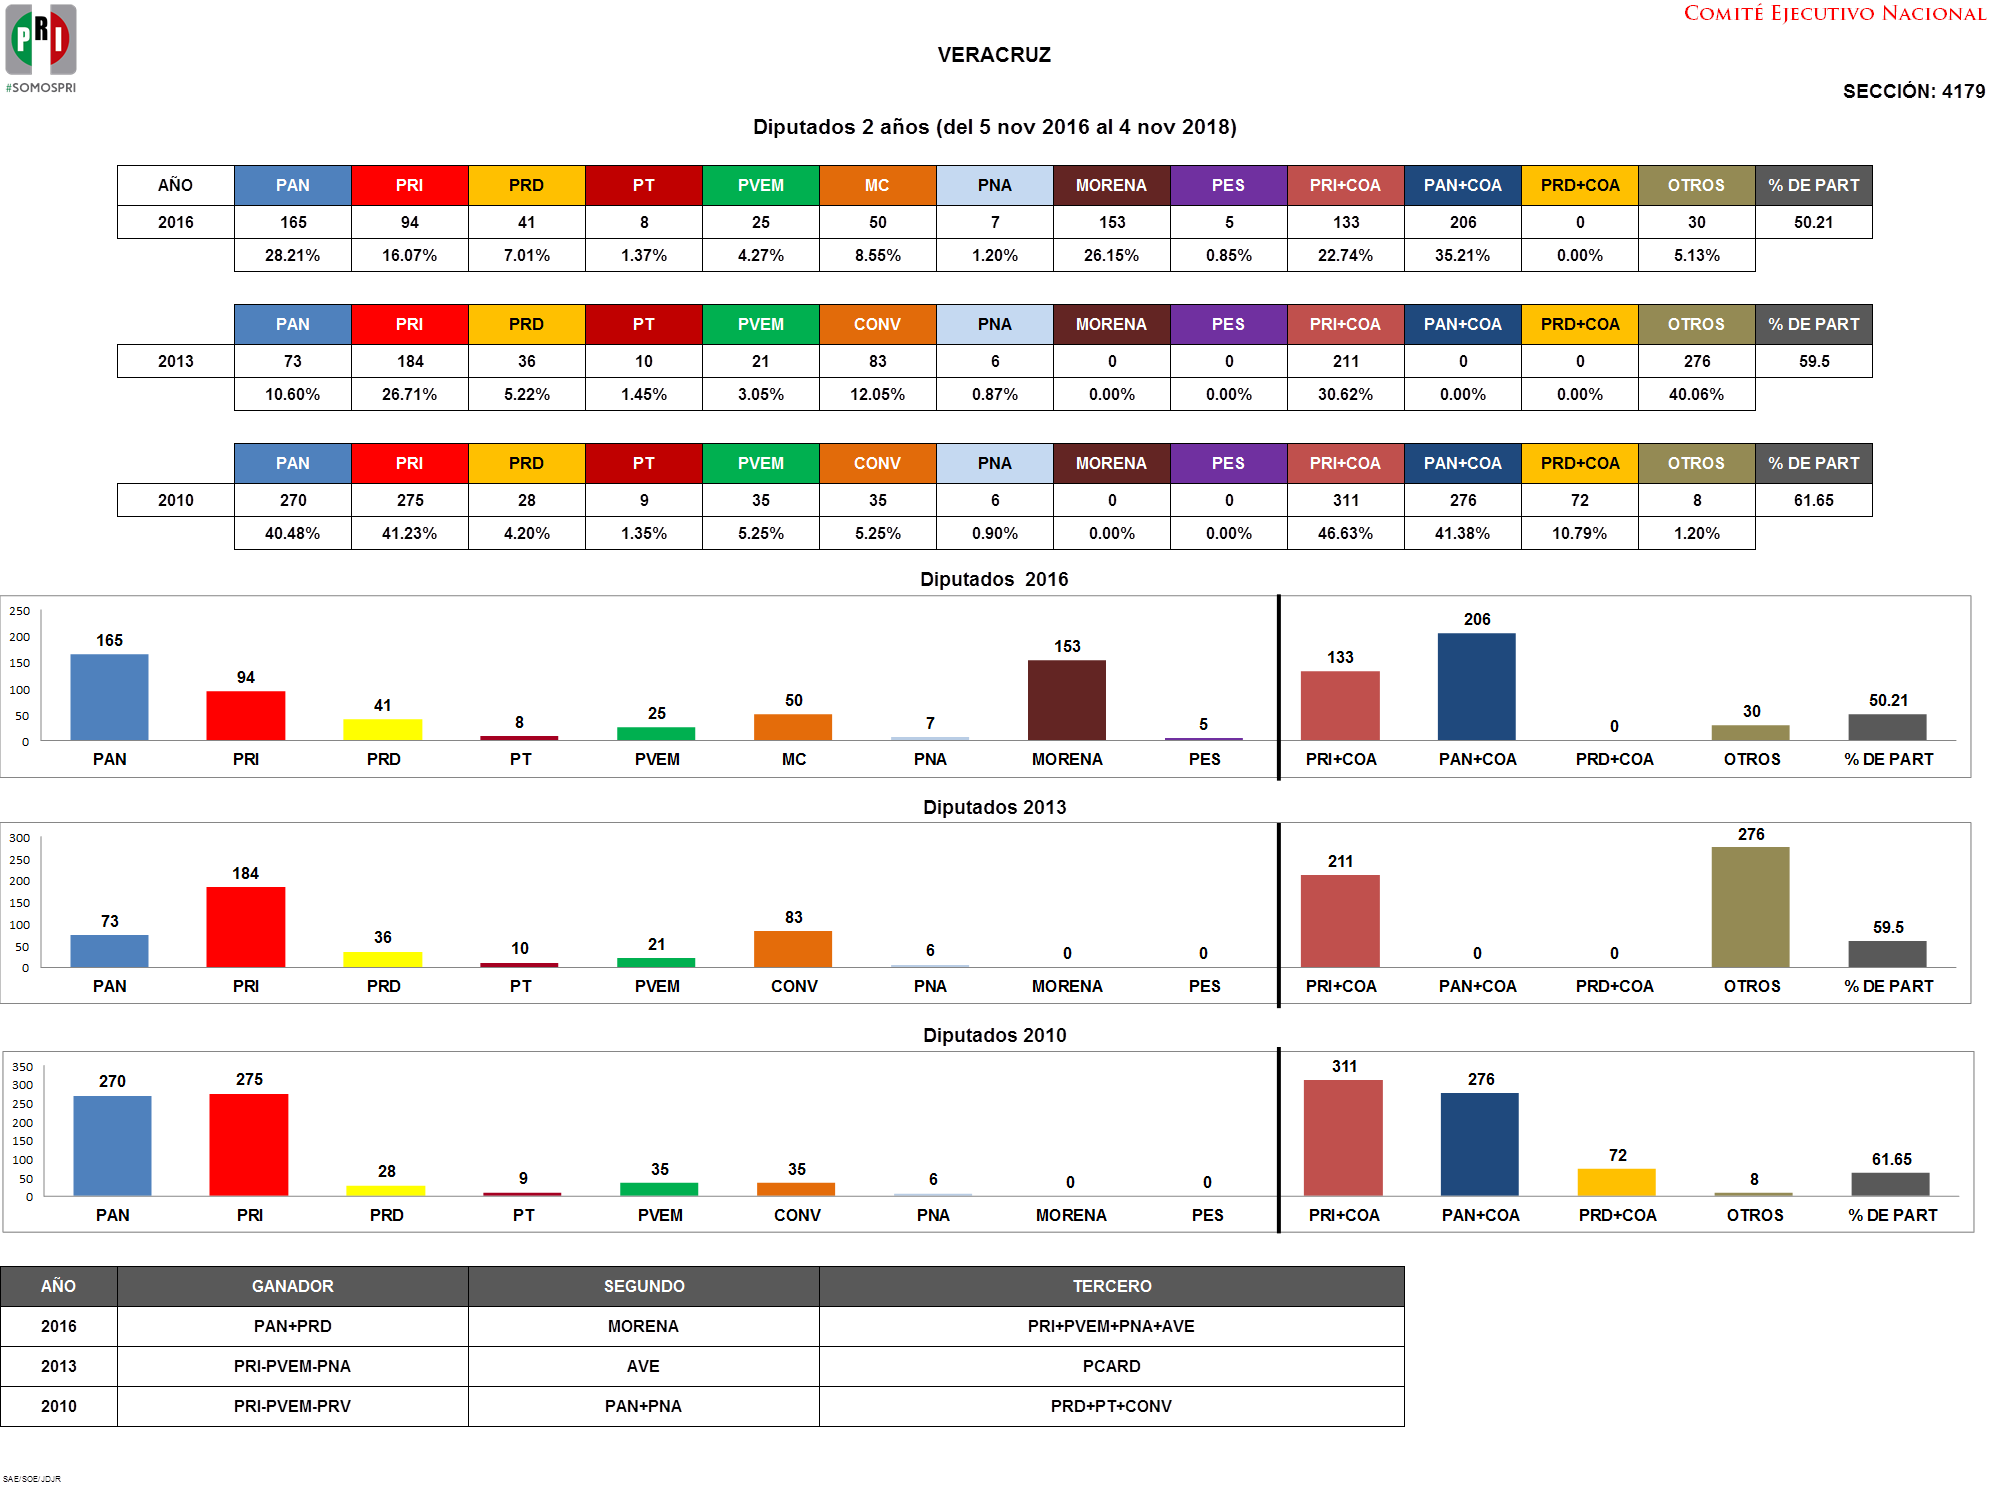 COMITÉ EJECUTIVO NACIONAL
PRI
#SOMOSPRI
VERACRUZ
SECCIÓN: 4179
Diputados 2 años (del 5 nov 2016 al 4 nov 2018)
AÑO PAN PRI PRD PT PVEM MC PNA MORENA PES PRI+COA PAN+COA PRD+COA OTROS % DE PART
2016 165 94 41 8 25 50 7 153 5 133 206 0 30 50.21
28.21% 16.07% 7.01% 1.37% 4.27% 8.55% 1.20% 26.15% 0.85% 22.74% 35.21% 0.00% 5.13%
PAN PRI PRD PT PVEM CONV PNA MORENA PES PRI+COA PAN+COA PRD+COA OTROS % DE PART
2013 73 184 36 10 21 83 6 0 0 211 0 0 276 59.5
10.60% 26.71% 5.22% 1.45% 3.05% 12.05% 0.87% 0.00% 0.00% 30.62% 0.00% 0.00% 40.06%
PAN PRI PRD PT PVEM CONV PNA MORENA PES PRI+COA PAN+COA PRD+COA OTROS % DE PART
2010 270 275 28 9 35 35 6 0 0 311 276 72 8 61.65
40.48% 41.23% 4.20% 1.35% 5.25% 5.25% 0.90% 0.00% 0.00% 46.63% 41.38% 10.79% 1.20%
Diputados 2016
250
200
150
100
50
0
165 94 41 8 25 50 7 153 5 133 206 0 30 50.21
PAN PRI PRD PT PVEM MC PNA MORENA PES PRI+COA PAN+COA PRD+COA OTROS % DE PART
Diputados 2013
300
250
200
150
100
50
0
73 184 36 10 21 83 6 0 0 211 0 0 276 59.5
PAN PRI PRD PT PVEM CONV PNA MORENA PES PRI+COA PAN+COA PRD+COA OTROS % DE PART
Diputados 2010
350
300
250
200
150
100
50
0
270 275 28 9 35 35 6 0 0 311 276 72 8 61.65
PAN PRI PRD PT PVEM CONV PNA MORENA PES PRI+COA PAN+COA PRD+COA OTROS % DE PART
AÑO GANADOR SEGUNDO TERCERO
2016 PAN+PRD MORENA PRI+PVEM+PNA+AVE
2013 PRI-PVEM-PNA AVE PCARD
2010 PRI-PVEM-PRV PAN+PNA PRD+PT+CONV
SAE/SOE/JDJR